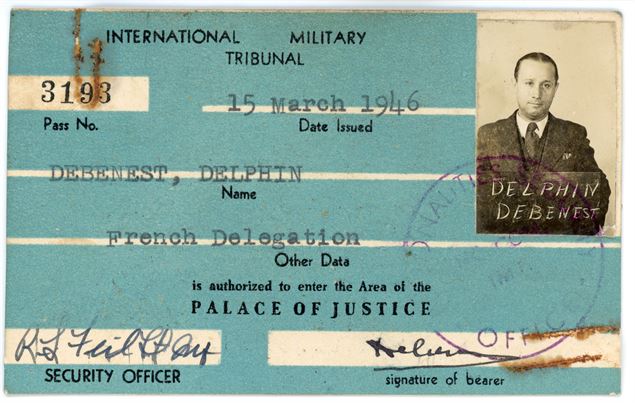 INTERNATIONAL MILITARY
TRIBUNAL
3193
15 March 1946
Pass No.
Date Issued
DEBENEST, DELPHIN
Name
DELPHIN
DEBENEST
French Delegation
Other Data
is authorized to enter the Area of the
PALACE OF JUSTICE
SECURITY OFFICER
signature of bearer